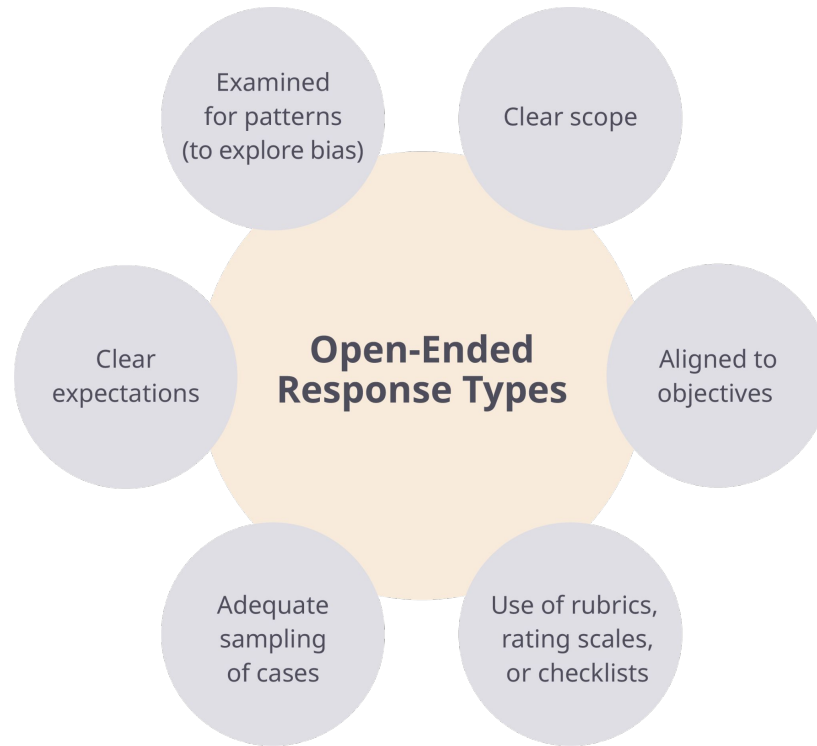 Examined
for patterns
(to explore bias)
Clear scope
Clear
expectations
Open-Ended
Response Types
Aligned to
objectives
Adequate
sampling
of cases
Use of rubrics,
rating scales,
or checklists